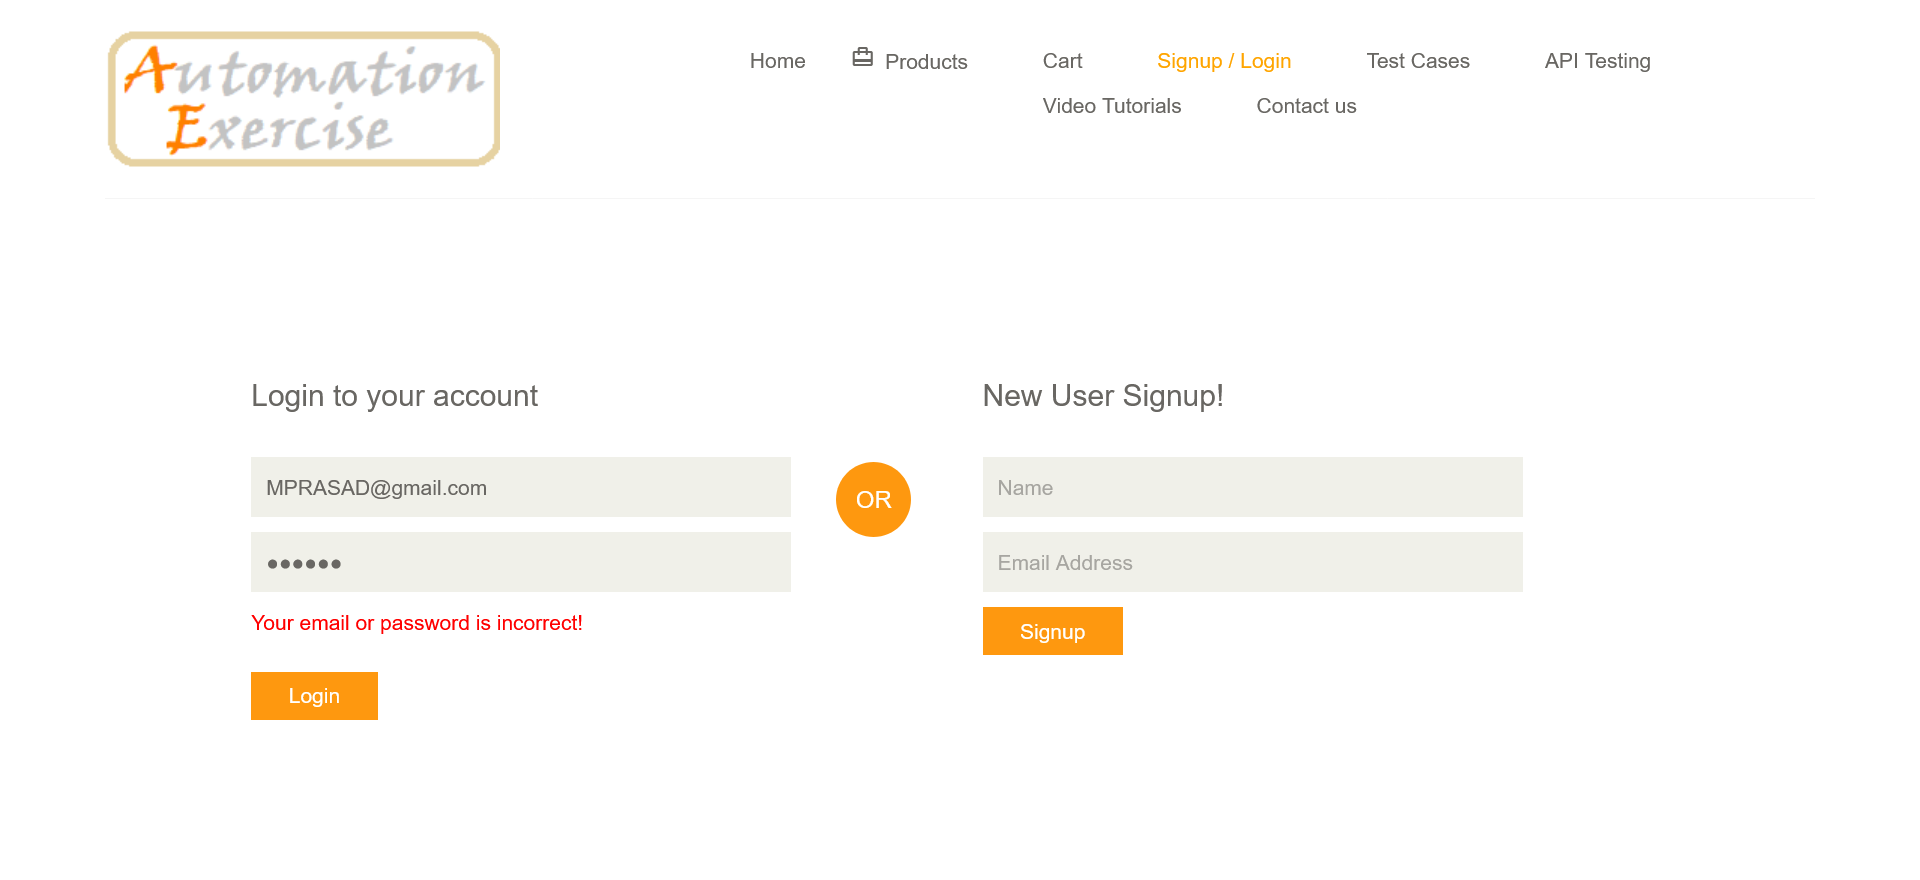 Automation
Exercise
Home Products Cart Signup / Login Test Cases API Testing
Video Tutorials Contact us
Login to your account
MPRASAD@gmail.com
••••••
Your email or password is incorrect!
Login
OR
New User Signup!
Name
Email Address
Signup